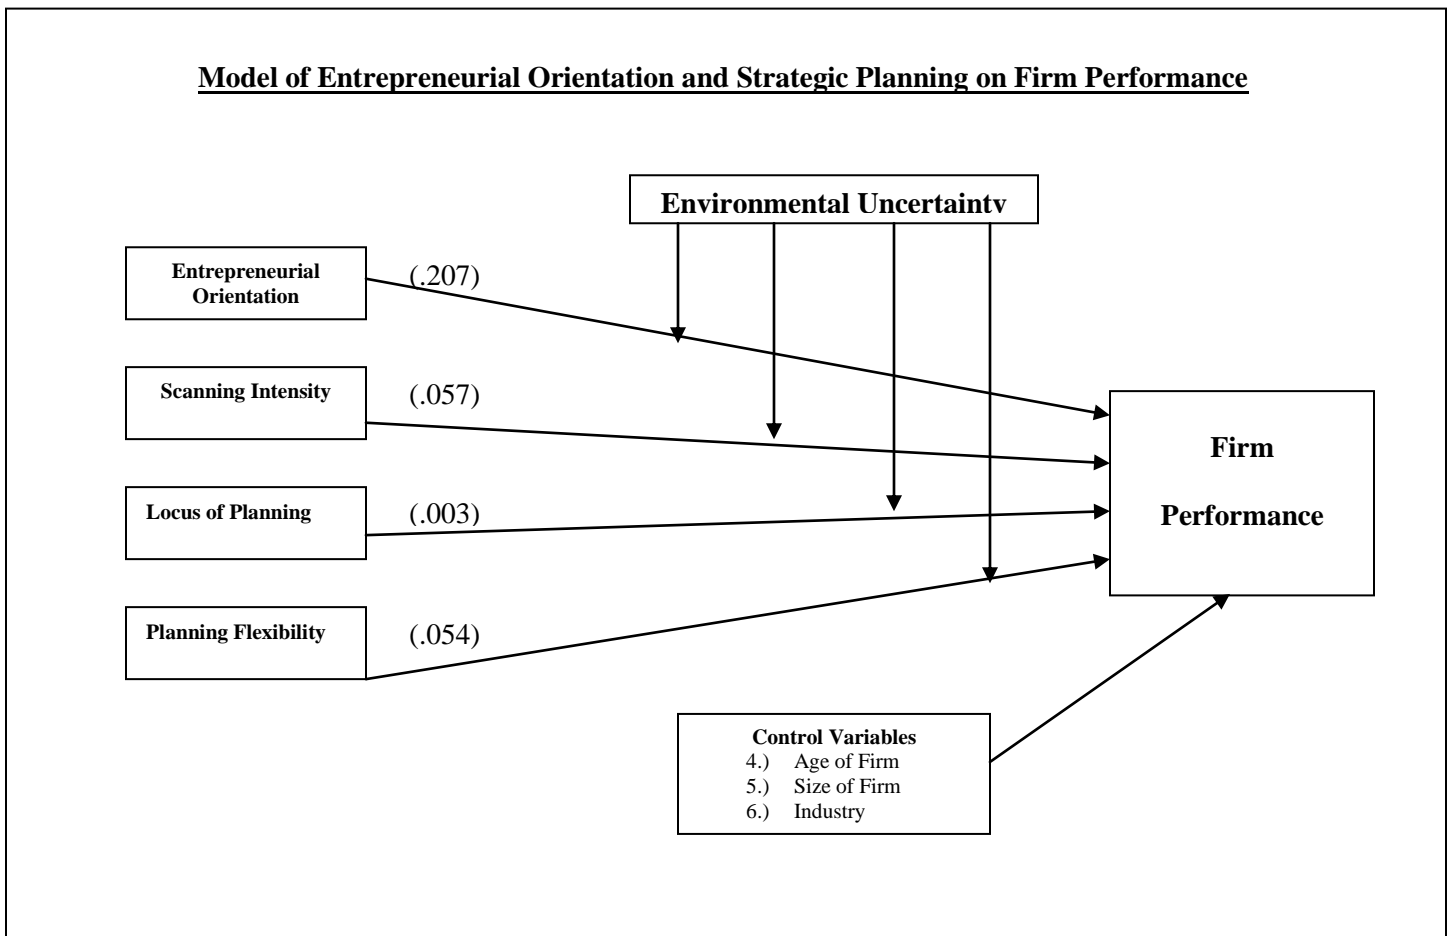 Model of Entrepreneurial Orientation and Strategic Planning on Firm Performance
Environmental Uncertainty
Entrepreneurial
Orientation
(.207)
Scanning Intensity
(.057)
Firm
Performance
Locus of Planning
(.003)
Planning Flexibility
(.054)
Control Variables
4.) Age of Firm
5.) Size of Firm
6.) Industry